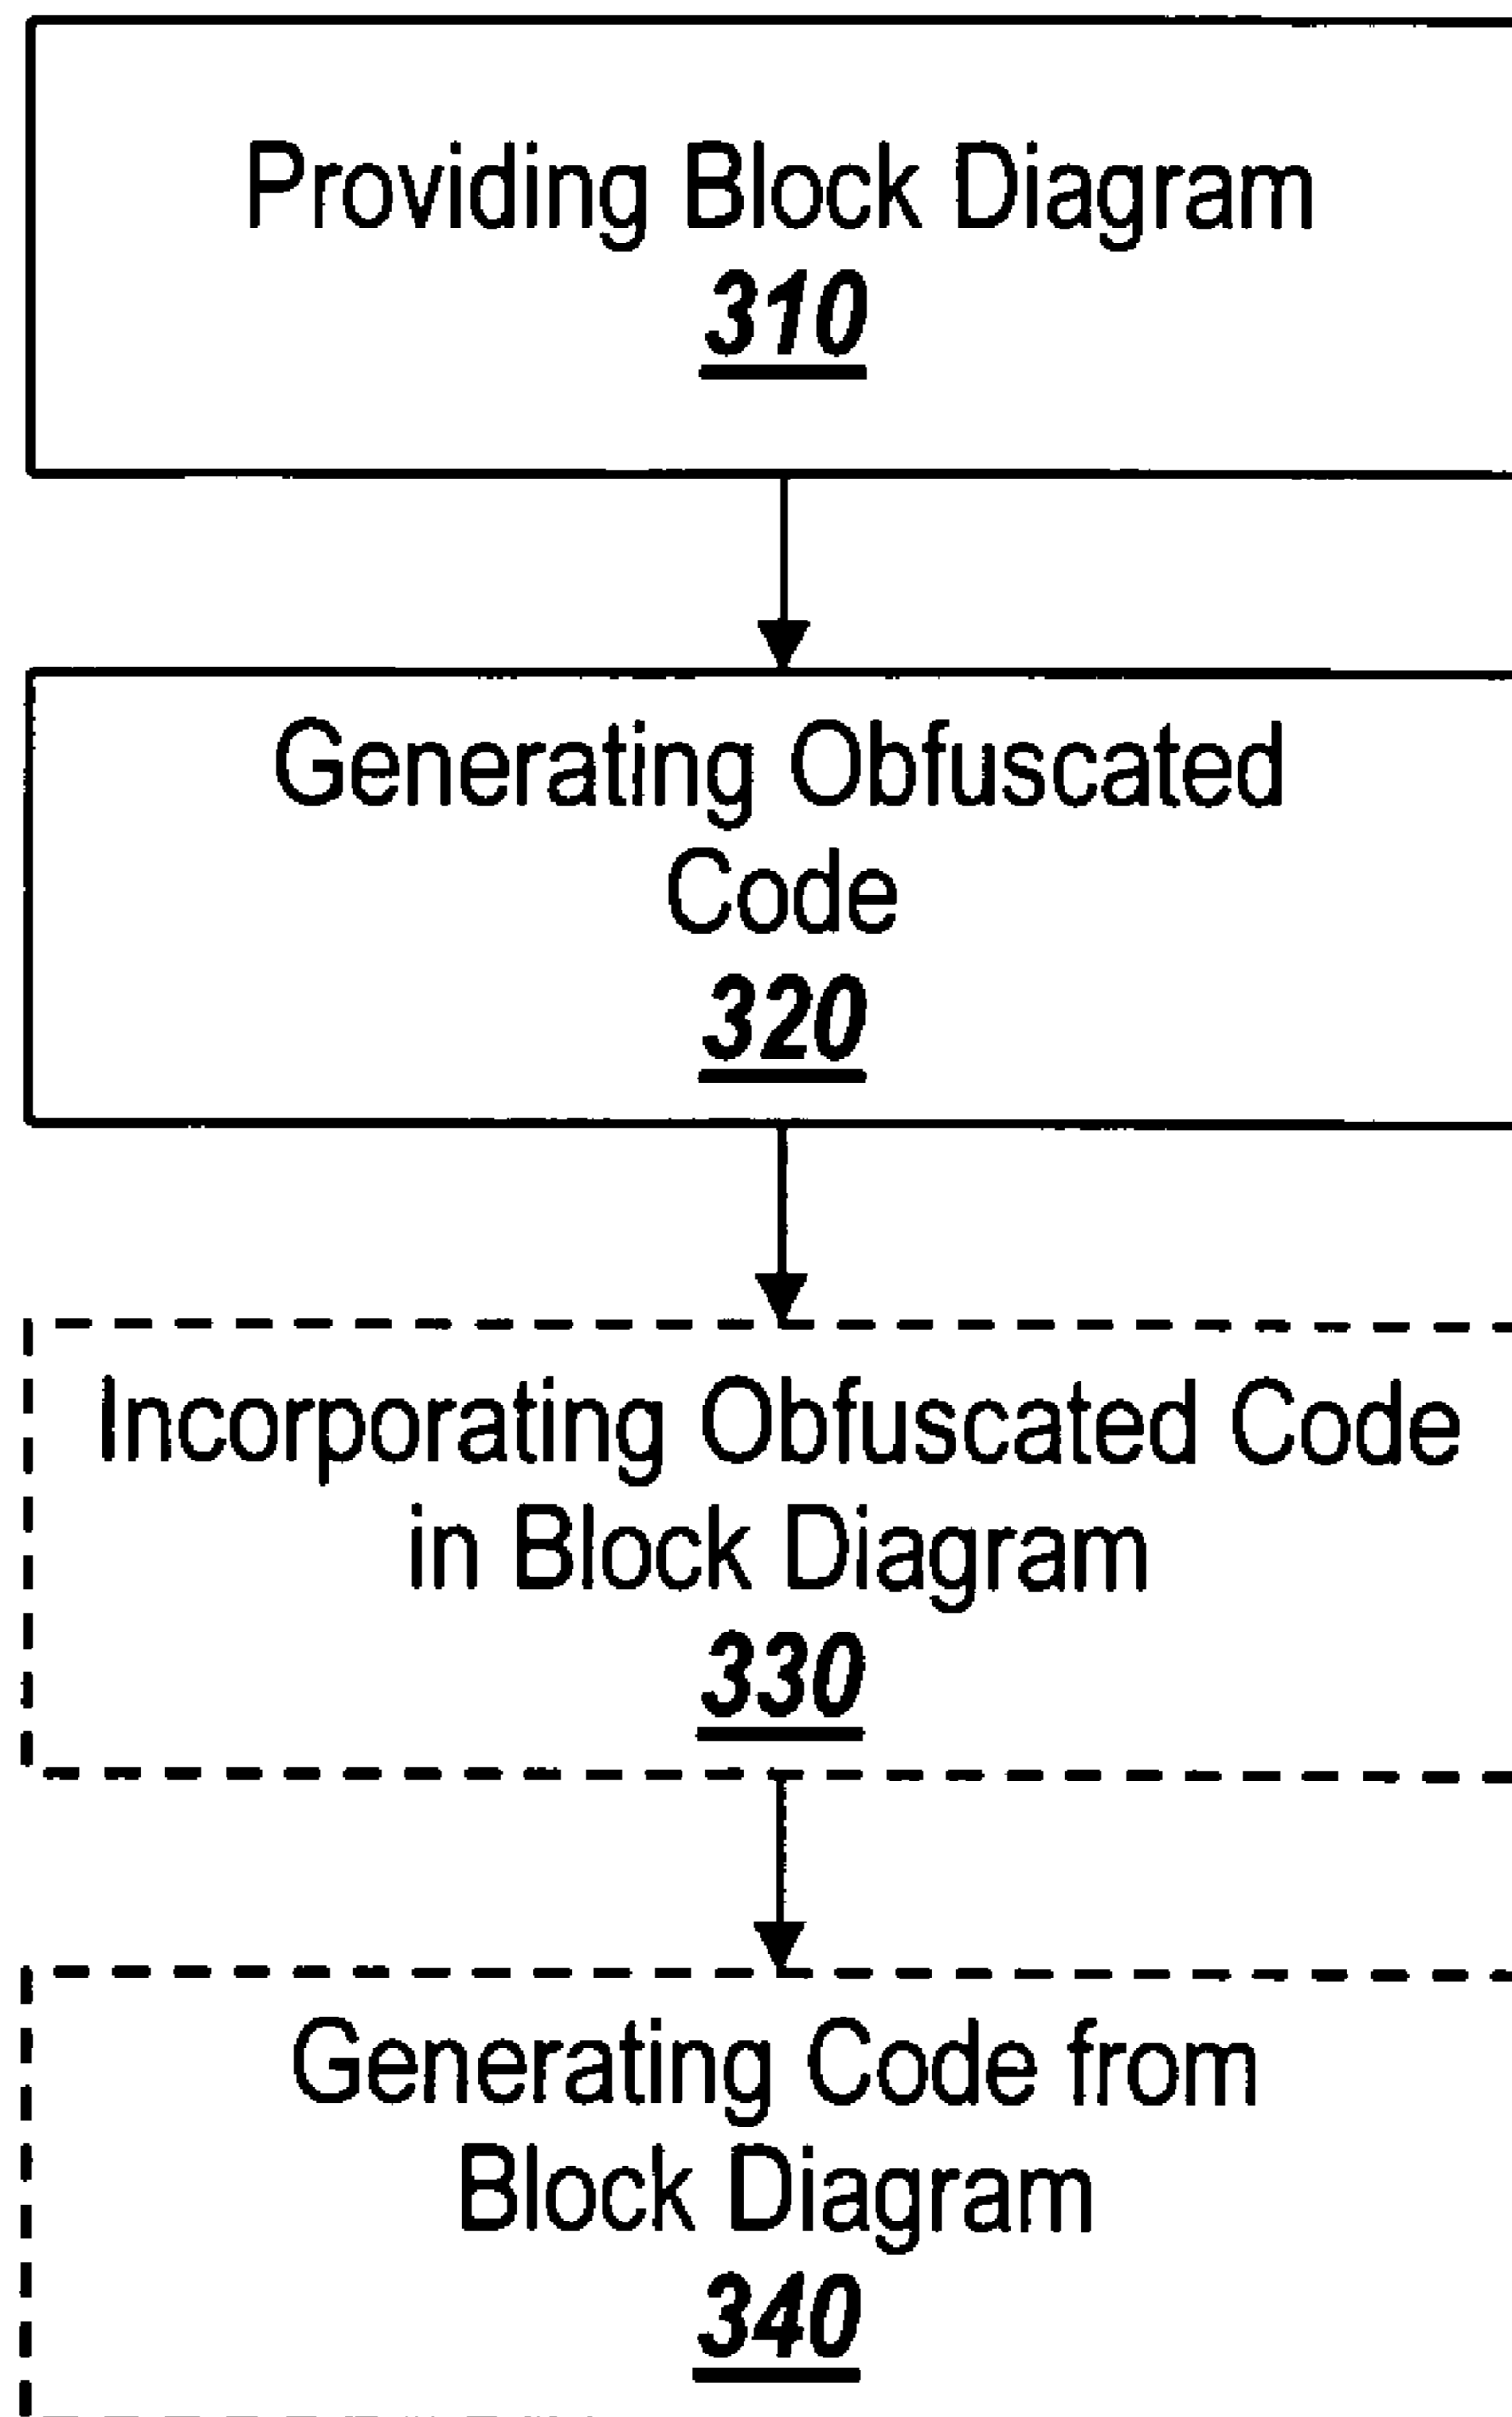 Providing Block Diagram
310
Generating Obfuscated
Code
320
Incorporating Obfuscated Code
in Block Diagram
330
Generating Code from
Block Diagram
340